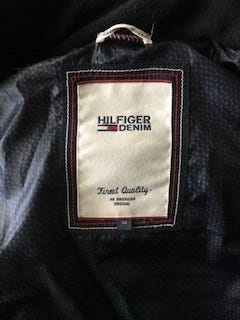 HILFIGER
DENIM
Finest Quality
AN AMERICAN
ORIGINAL
M